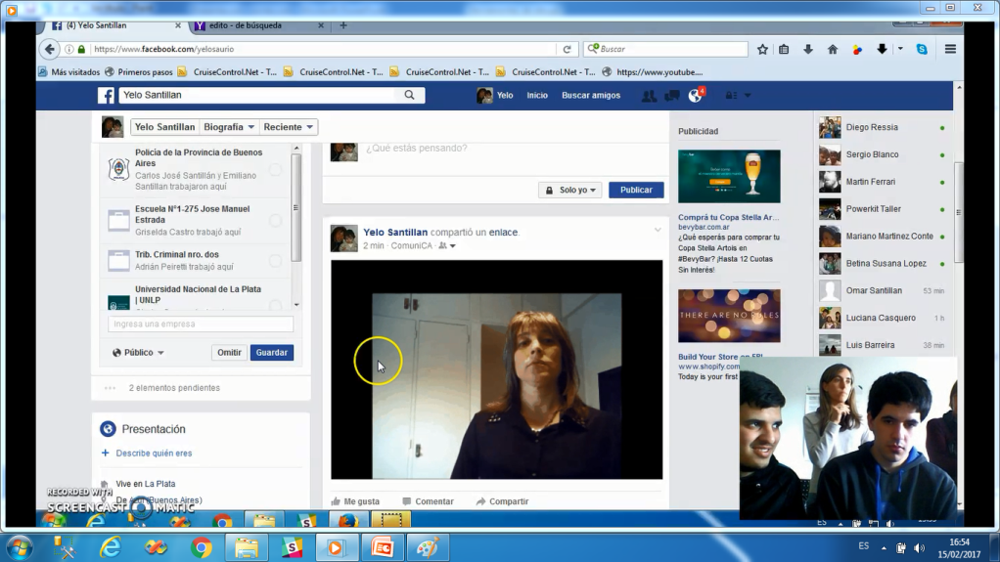 (4) Yelo Santillan
edito - de búsqueda
https://www.facebook.com/yelosaurio
Buscar
Más visitados
Primeros pasos
CruiseControl.Net - T...
CruiseControl.Net - T...
CruiseControl.Net - T...
CruiseControl.Net - T...
https://www.youtube....
Yelo Santillan
Yelo
Inicio
Buscar amigos
4
Yelo Santillan
Biografía
Reciente
Policia de la Provincia de Buenos
Aires
Carlos José Santillán y Emiliano
Santillan trabajaron aquí
Escuela N°1-275 Jose Manuel
Estrada
Griselda Castro trabajó aquí
Trib. Criminal nro. dos
Adrián Peiretti trabajó aquí
Universidad Nacional de La Plata
| UNLP
Ingresa una empresa
Público
Omitir
Guardar
2 elementos pendientes
Presentación
Describe quién eres
Vive en La Plata
De Azul (Buenos Aires)
¿Qué estás pensando?
Solo yo
Publicar
Yelo Santillan compartió un enlace.
2 min · ComuniCA ·
Me gusta
Comentar
Compartir
Publicidad
Comprá tu Copa Stella Ar...
bevybar.com.ar
¿Qué esperás para comprar tu
Copa Stella Artois en
#BevyBar? ¡Hasta 12 Cuotas
Sin Interés!
THERE ARE NO RULES
Build Your Store on FB!
www.shopify.com
Today is your first
Diego Ressia
Sergio Blanco
Martin Ferrari
Powerkit Taller
Mariano Martinez Conte
Betina Susana Lopez
Omar Santillan
53 min
Luciana Casquero
1 h
Luis Barreira
38 min
RECORDED WITH
SCREENCAST MATIC
ES
ES
16:54
15/02/2017